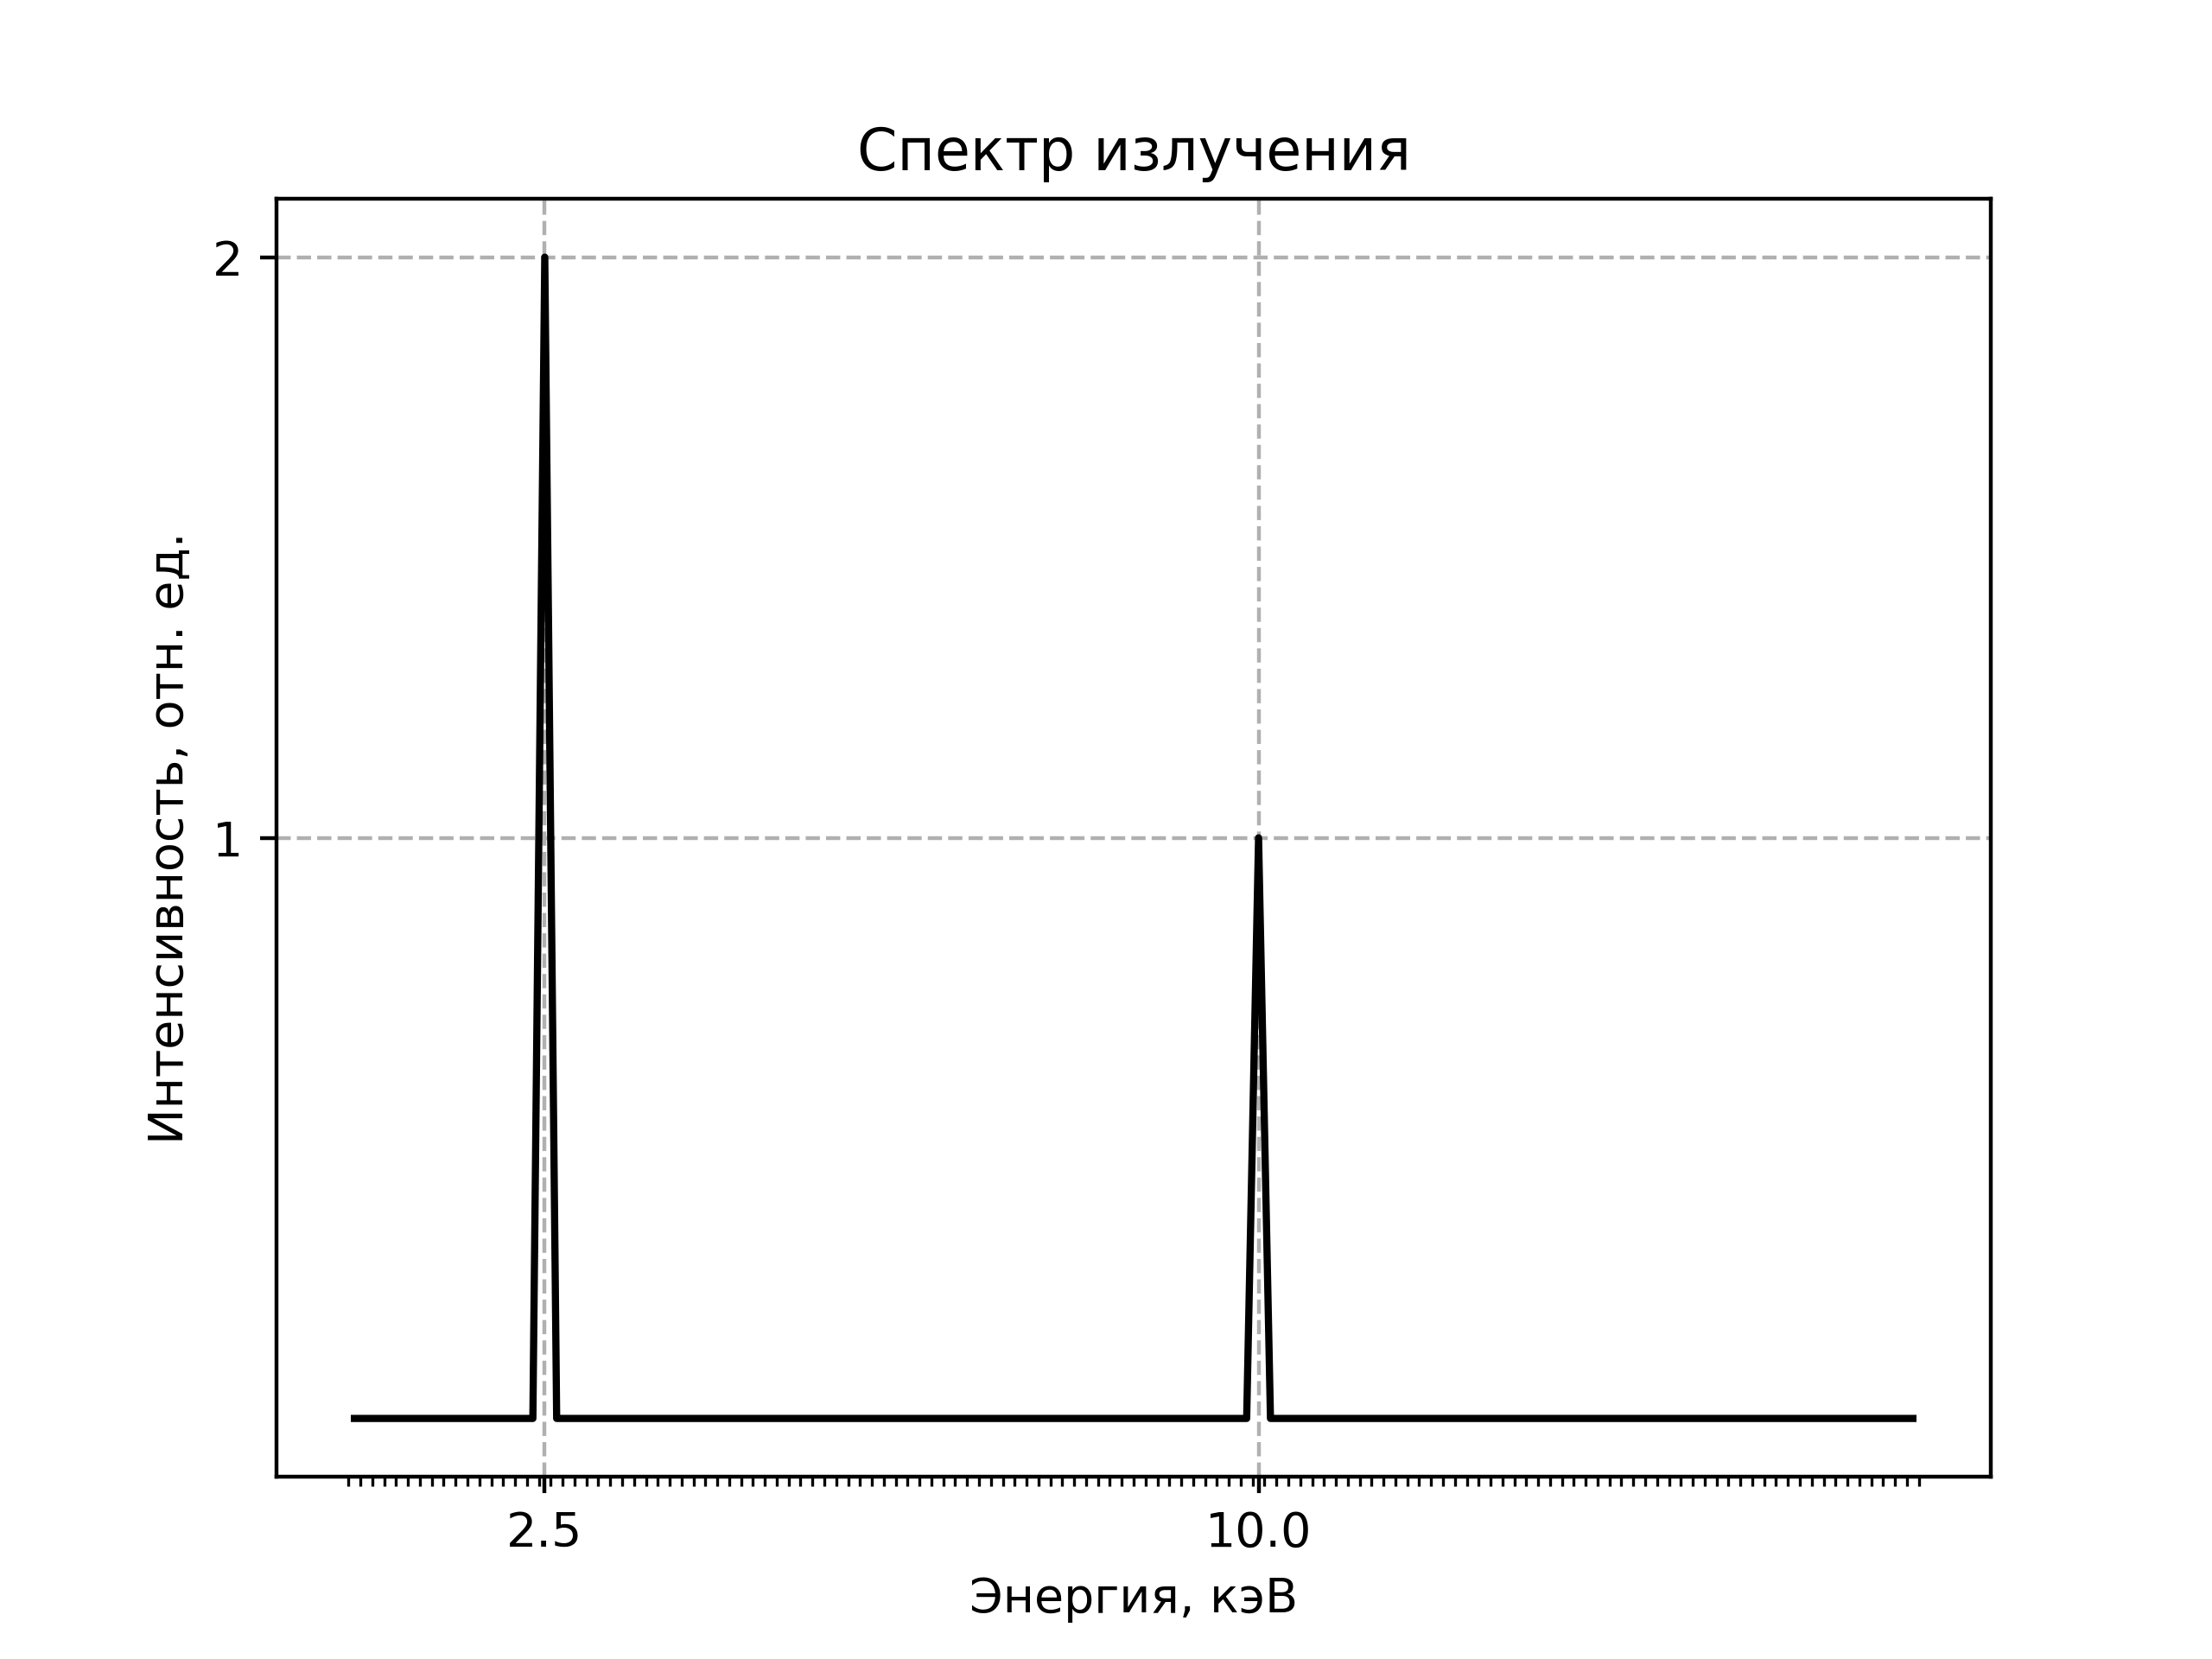 Спектр излучения
2
1
Интенсивность, отн. ед.
2.5
10.0
Энергия, кэВ